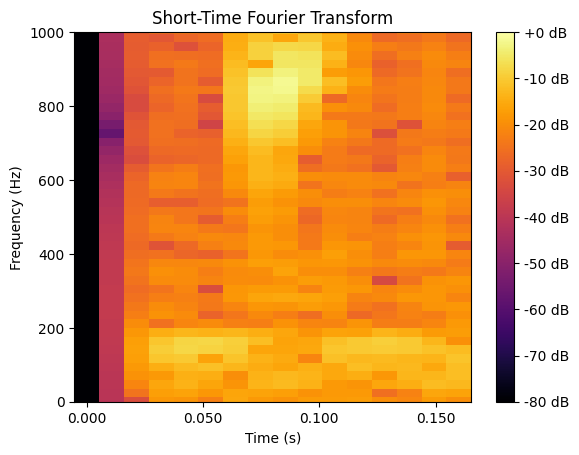 Short-Time Fourier Transform
Frequency (Hz)
1000
800
600
400
200
0
0.000
0.050
0.100
0.150
Time (s)
+0 dB
-10 dB
-20 dB
-30 dB
-40 dB
-50 dB
-60 dB
-70 dB
-80 dB